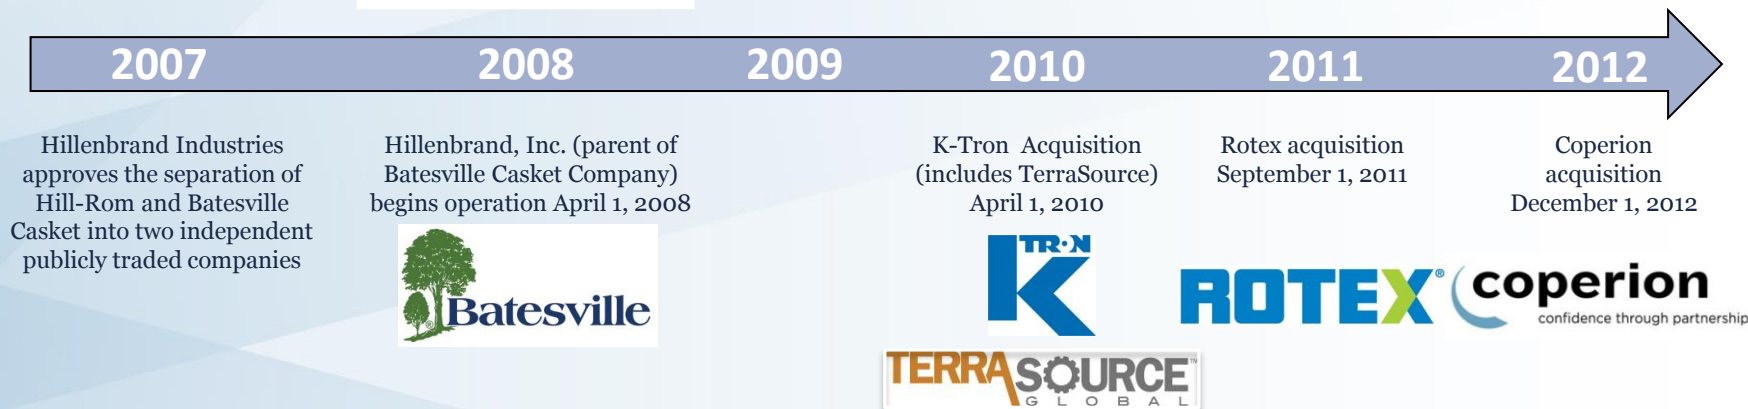 2007 2008 2009 2010 2011 2012
Hillenbrand Industries
approves the separation of
Hill-Rom and Batesville
Casket into two independent
publicly traded companies
Hillenbrand, Inc. (parent of
Batesville Casket Company)
begins operation April 1, 2008
® Batesville
K-Tron Acquisition
(includes TerraSource)
April 1, 2010
K TR•N
TERRASOURCE™
GLOBAL
Rotex acquisition
September 1, 2011
ROTEX®
Coperion
acquisition
December 1, 2012
coperion
confidence through partnership